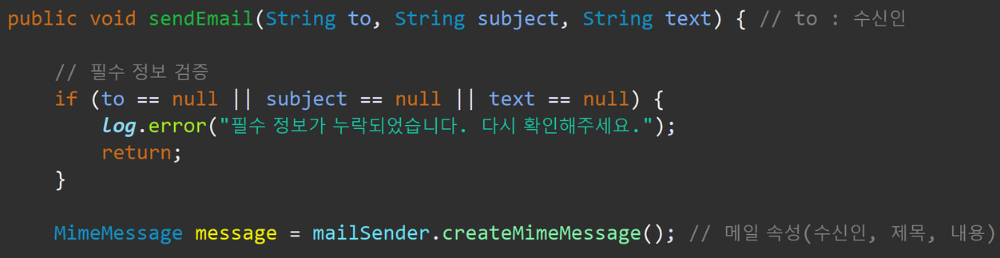 public void sendEmail(String to, String subject, String text) { // to : 수신인
// 필수 정보 검증
if (to == null || subject == null || text == null) {
log.error("필수 정보가 누락되었습니다. 다시 확인해주세요.");
return;
}
MimeMessage message = mailSender.createMimeMessage(); // 메일 속성(수신인, 제목, 내용)